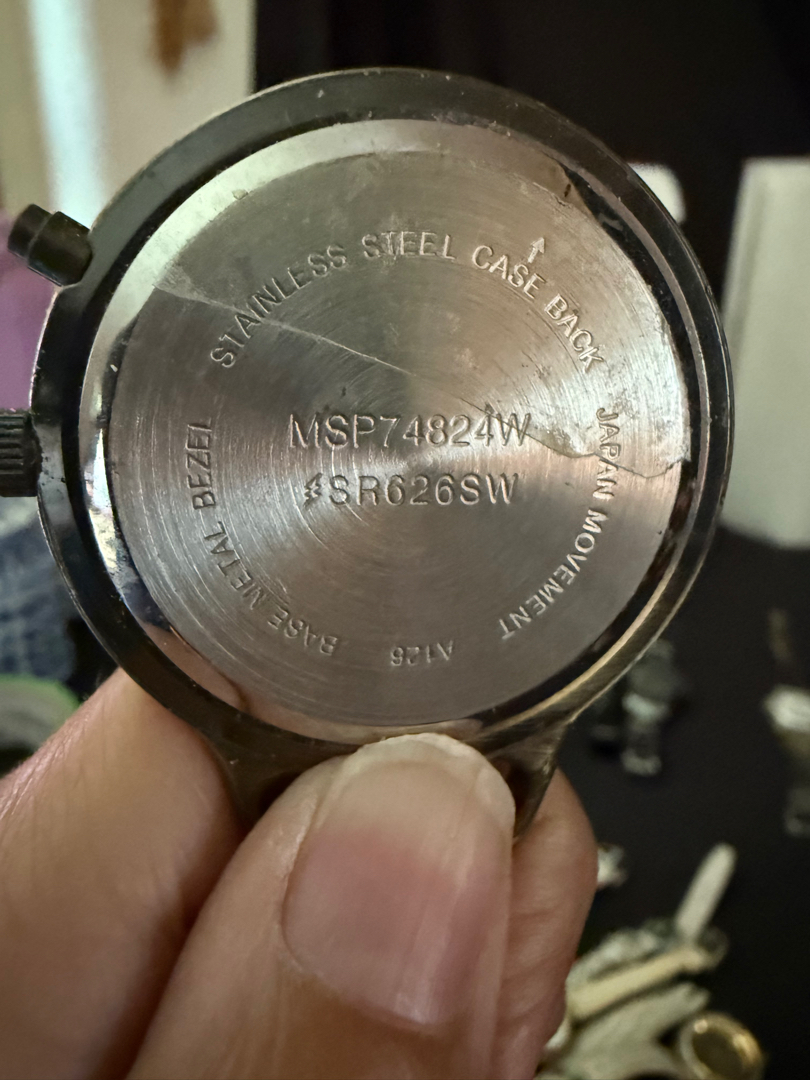 STAINLESS STEEL CASE BACK
MSP74824W
SR626SW
JAPAN MOVEMENT
A126
BASE METAL BEZEL